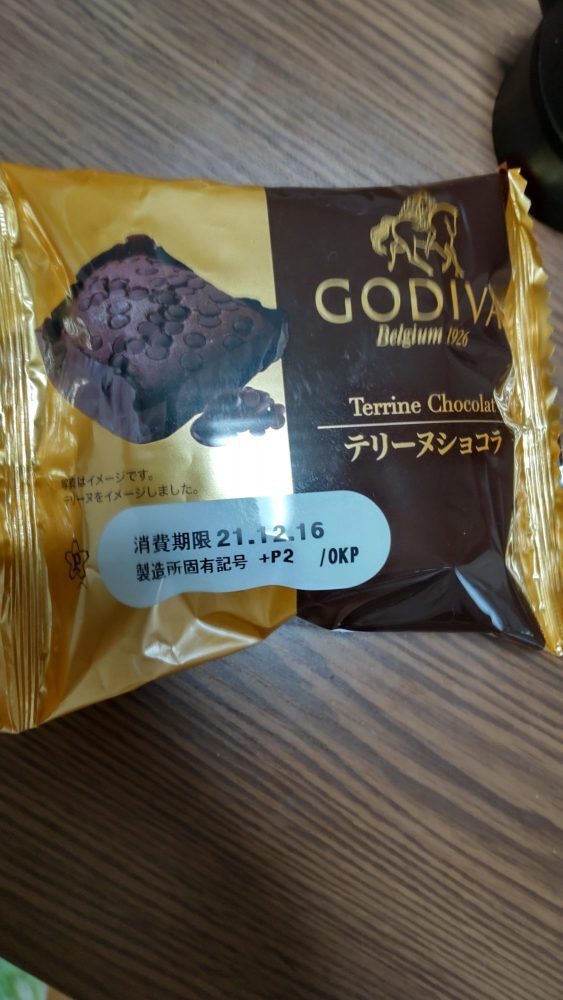 GODIVA
Belgium 1926
Terrine Chocolat
テリーヌショコラ
写真はイメージです。
テリーヌをイメージしました。
消費期限 21.12.16
製造所固有記号 +P2 /OKP